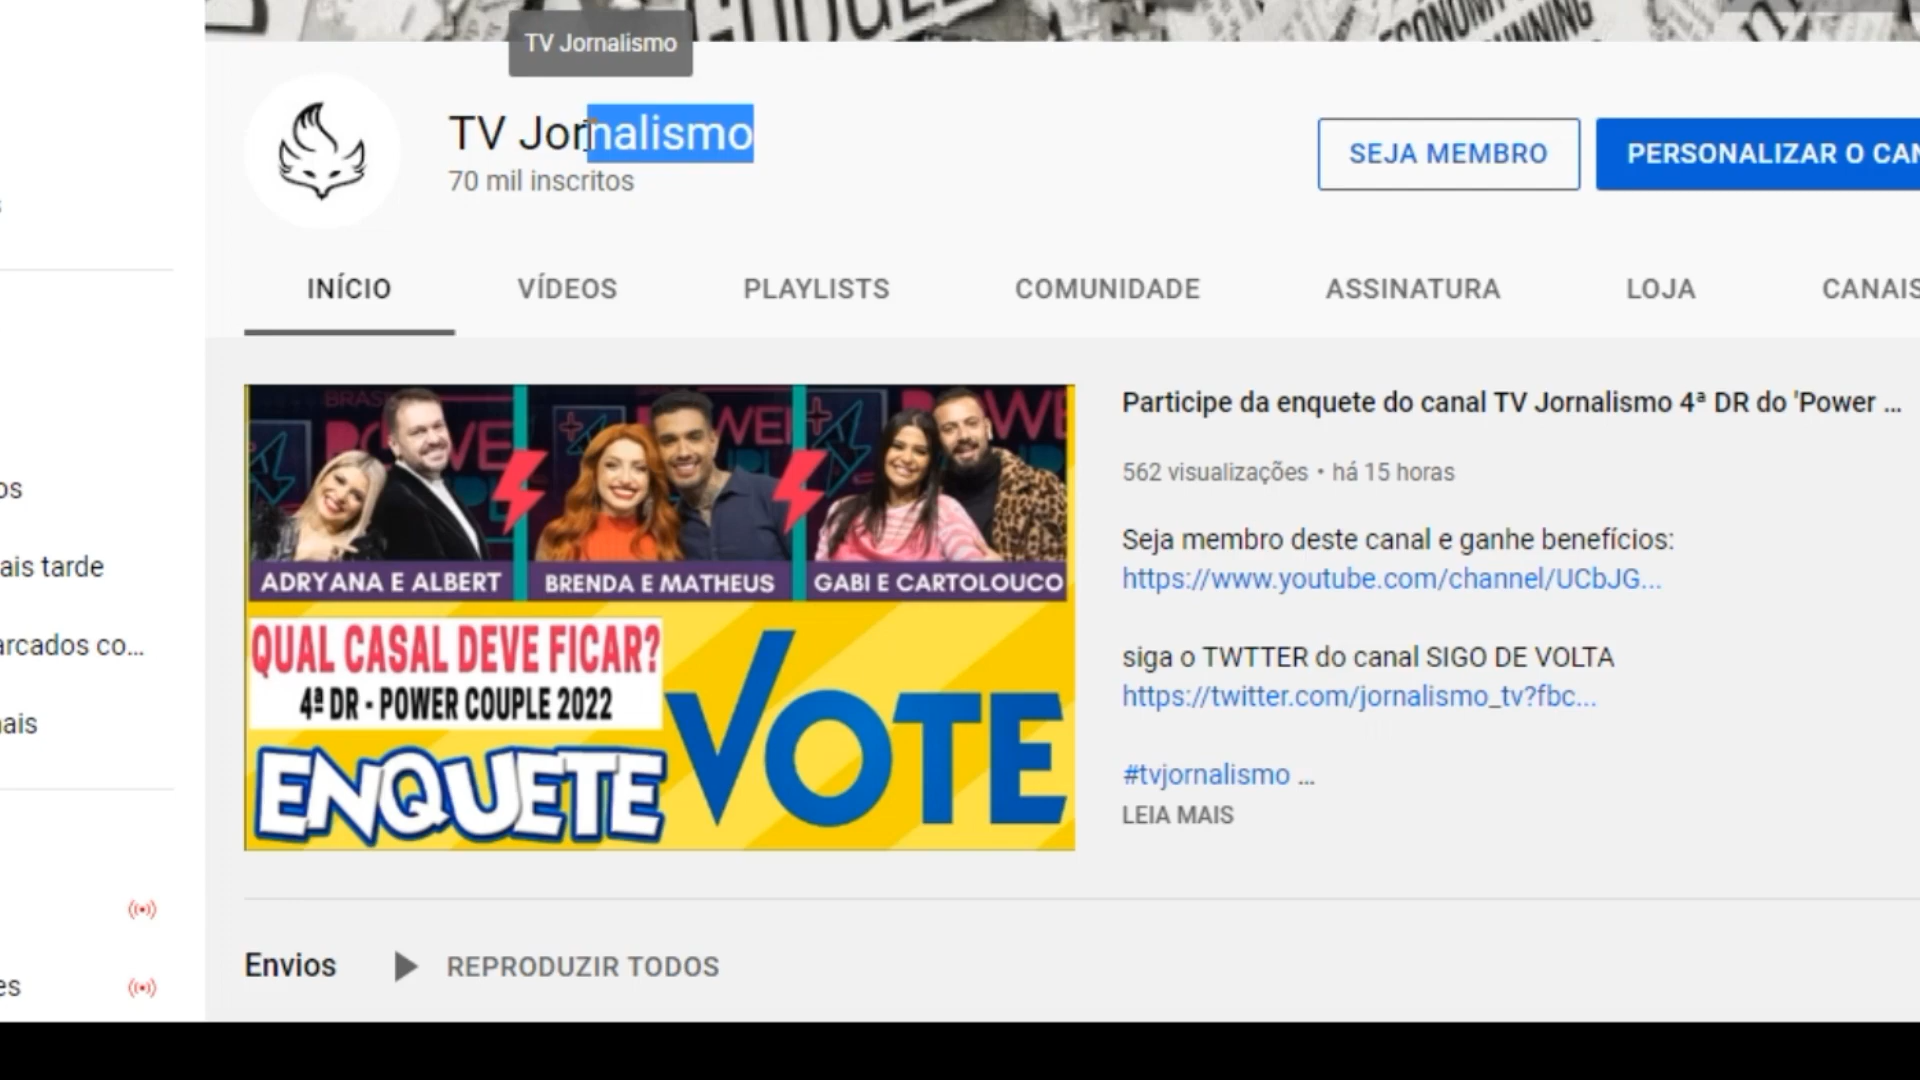 TV Jornalismo
TV Jornalismo
70 mil inscritos
SEJA MEMBRO
PERSONALIZAR O CAN
INÍCIO
VÍDEOS
PLAYLISTS
COMUNIDADE
ASSINATURA
LOJA
CANAIS
os
ais tarde
arcados co...
ais
es
ADRYANA E ALBERT
BRENDA E MATHEUS
GABI E CARTOLOUCO
QUAL CASAL DEVE FICAR?
4ª DR - POWER COUPLE 2022
ENQUETE
VOTE
Participe da enquete do canal TV Jornalismo 4ª DR do 'Power ...
562 visualizações • há 15 horas
Seja membro deste canal e ganhe benefícios:
https://www.youtube.com/channel/UCbJG...
siga o TWTTER do canal SIGO DE VOLTA
https://twitter.com/jornalismo_tv?fbc...
#tvjornalismo ...
LEIA MAIS
Envios
REPRODUZIR TODOS